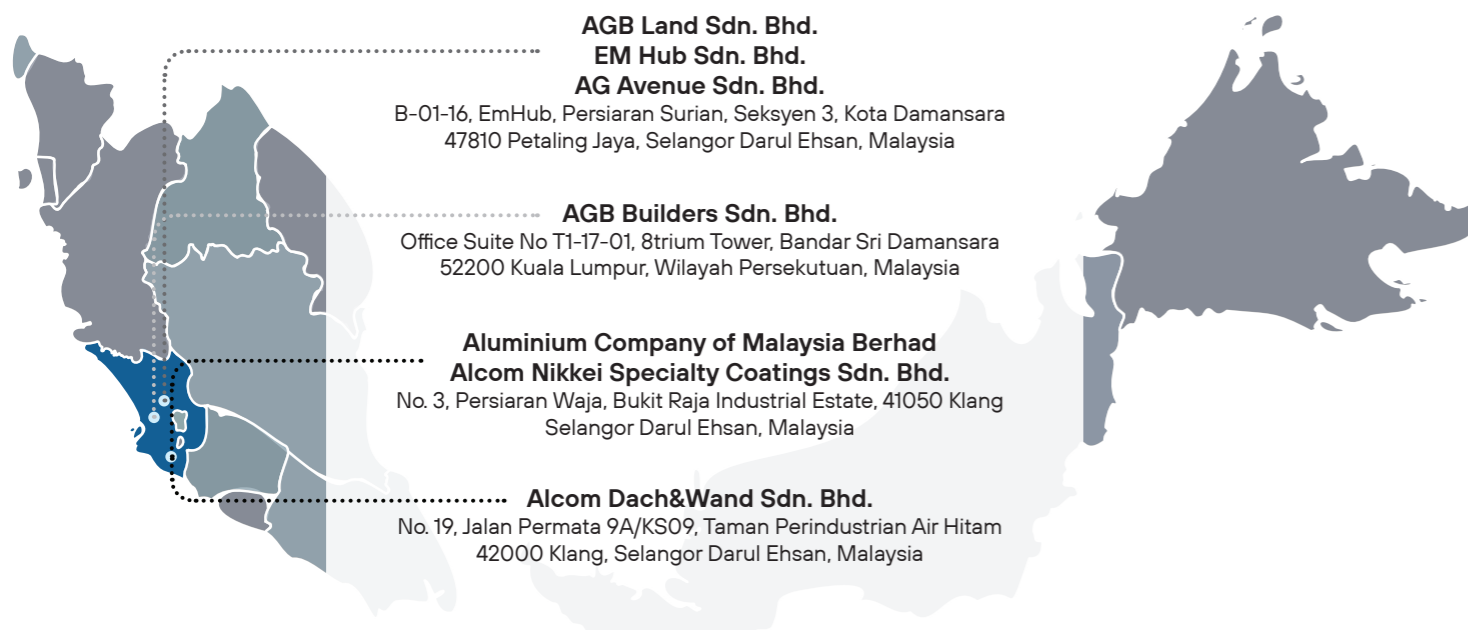 AGB Land Sdn. Bhd.
EM Hub Sdn. Bhd.
AG Avenue Sdn. Bhd.
B-01-16, EmHub, Persiaran Surian, Seksyen 3, Kota Damansara
47810 Petaling Jaya, Selangor Darul Ehsan, Malaysia
AGB Builders Sdn. Bhd.
Office Suite No T1-17-01, 8trium Tower, Bandar Sri Damansara
52200 Kuala Lumpur, Wilayah Persekutuan, Malaysia
Aluminium Company of Malaysia Berhad
Alcom Nikkei Specialty Coatings Sdn. Bhd.
No. 3, Persiaran Waja, Bukit Raja Industrial Estate, 41050 Klang
Selangor Darul Ehsan, Malaysia
Alcom Dach&Wand Sdn. Bhd.
No. 19, Jalan Permata 9A/KS09, Taman Perindustrian Air Hitam
42000 Klang, Selangor Darul Ehsan, Malaysia